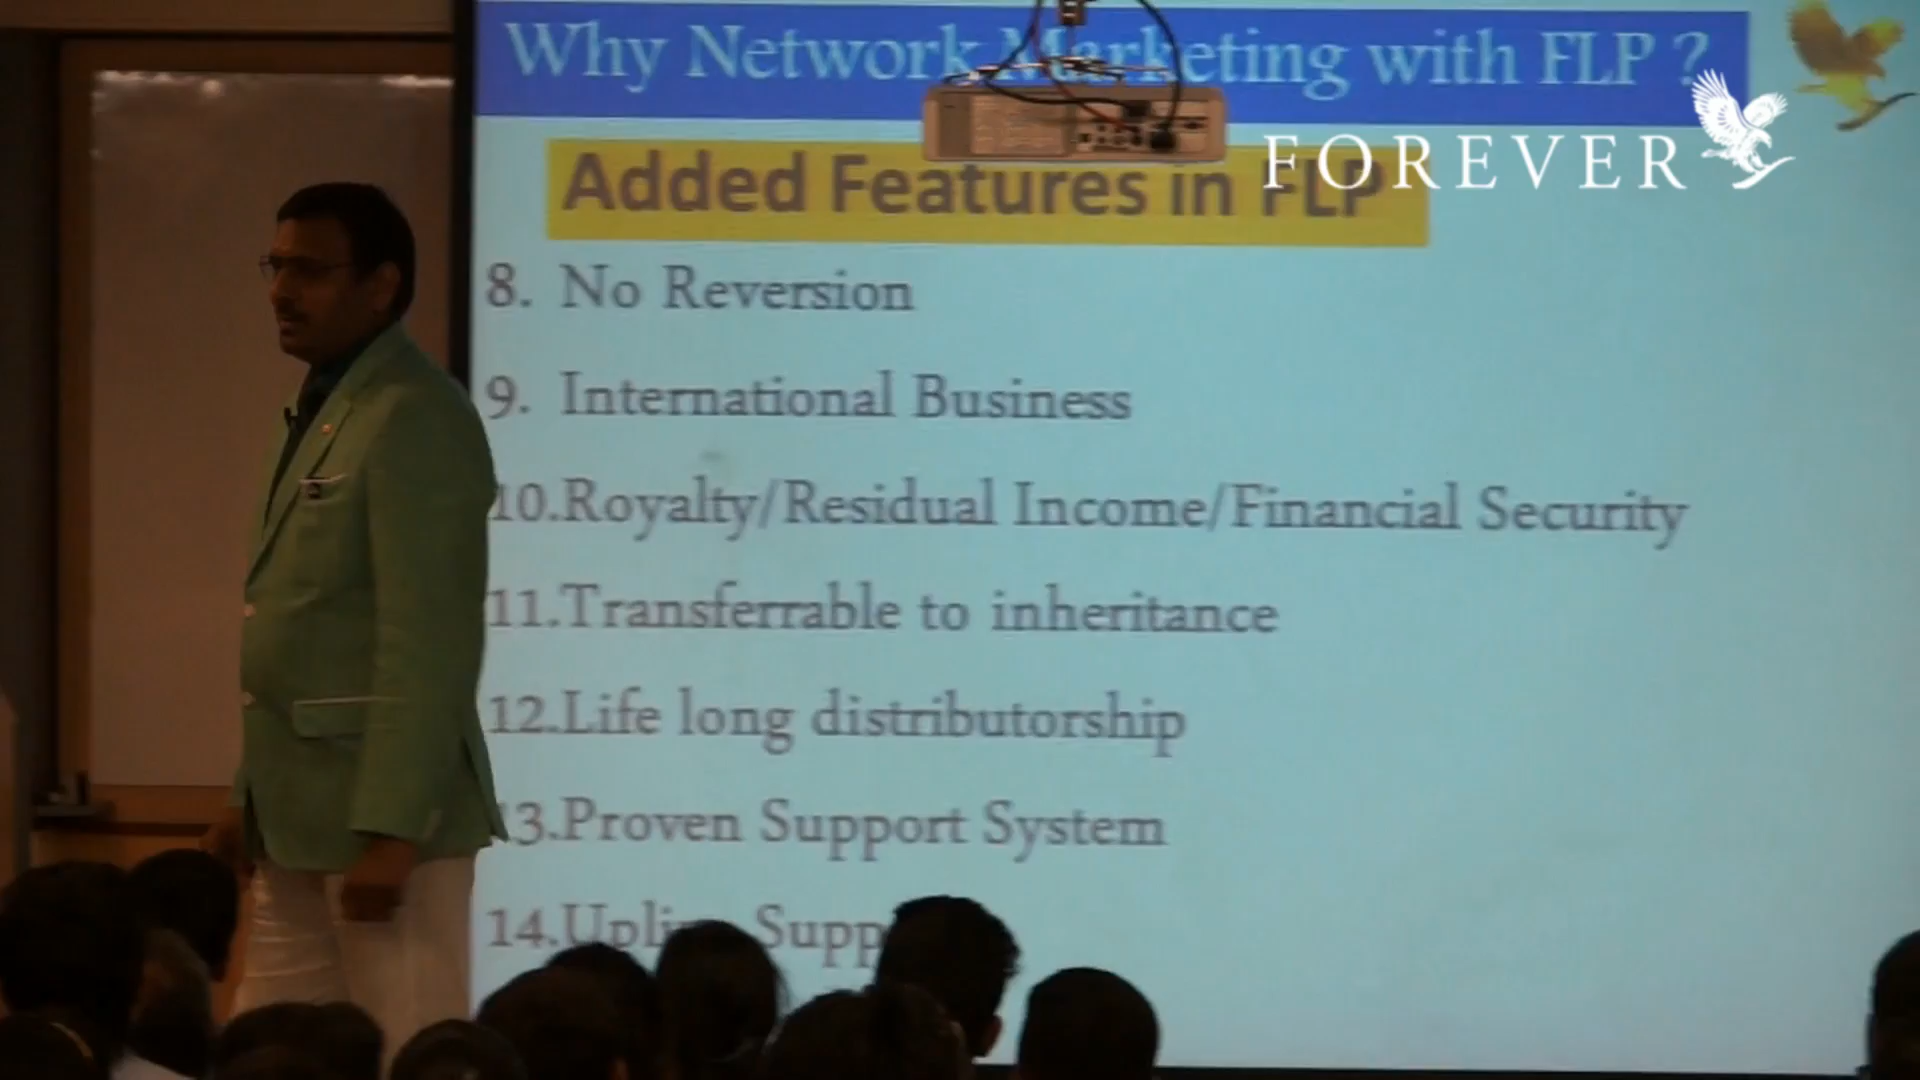 Why Network Marketing with FLP ?
FOREVER
Added Features in FLP
8. No Reversion
9. International Business
10.Royalty/Residual Income/Financial Security
11.Transferrable to inheritance
12.Life long distributorship
13.Proven Support System
14.